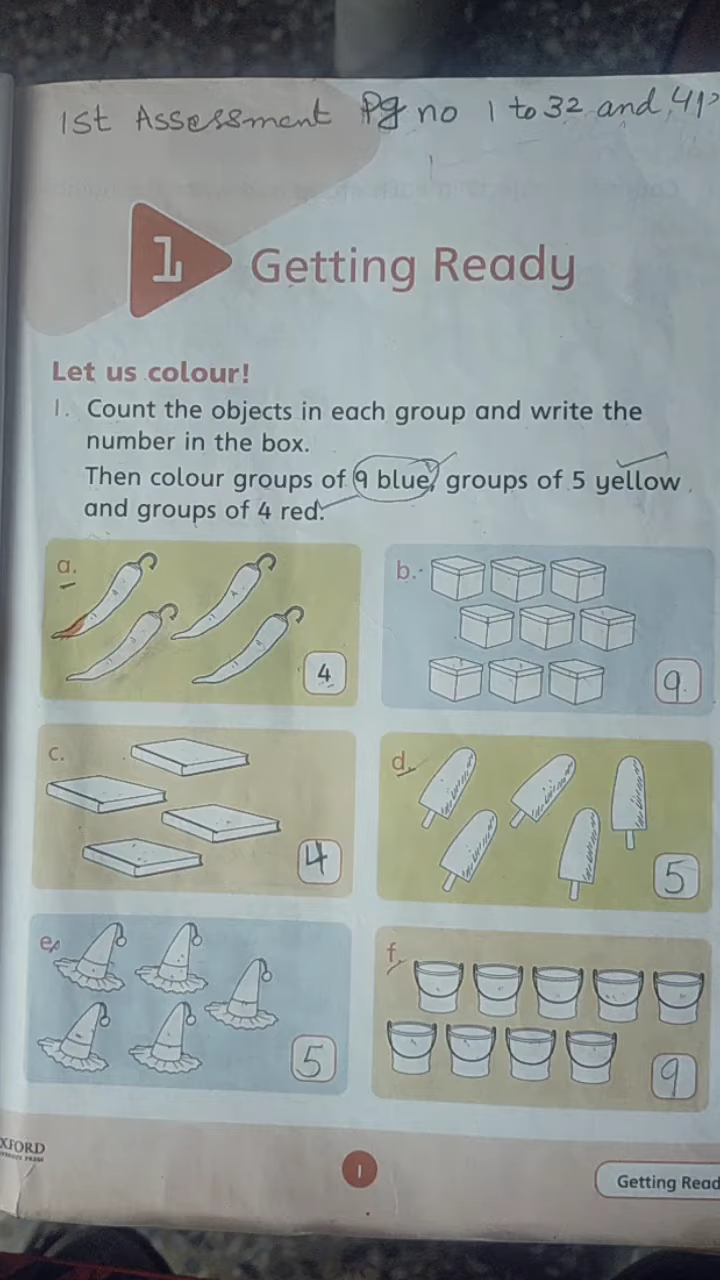 1st Assessment Pg no 1 to 32 and 41
1 Getting Ready
Let us colour!
1. Count the objects in each group and write the
number in the box.
Then colour groups of 9 blue, groups of 5 yellow,
and groups of 4 red.
a.
4
b.
9
c.
4
d.
5
e.
5
f.
9
XFORD
1
Getting Read